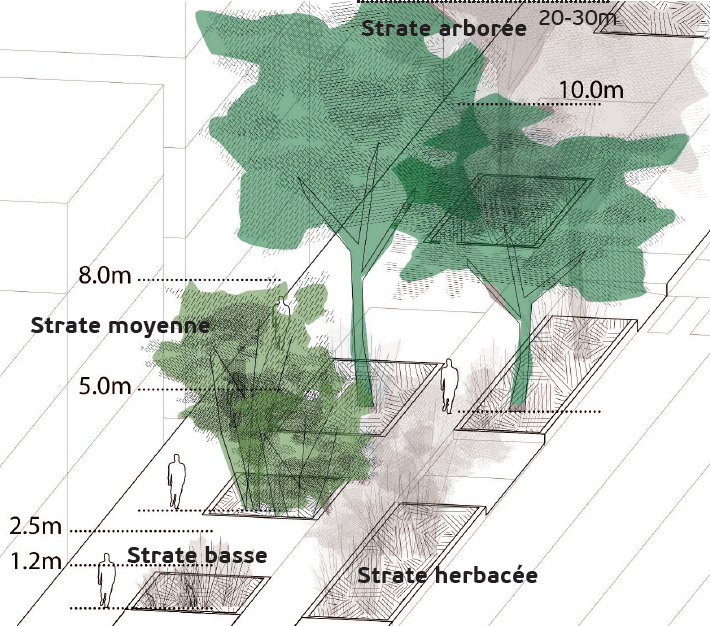 20-30m
Strate arborée
10.0m
8.0m
Strate moyenne
5.0m
2.5m
Strate basse
1.2m
Strate herbacée